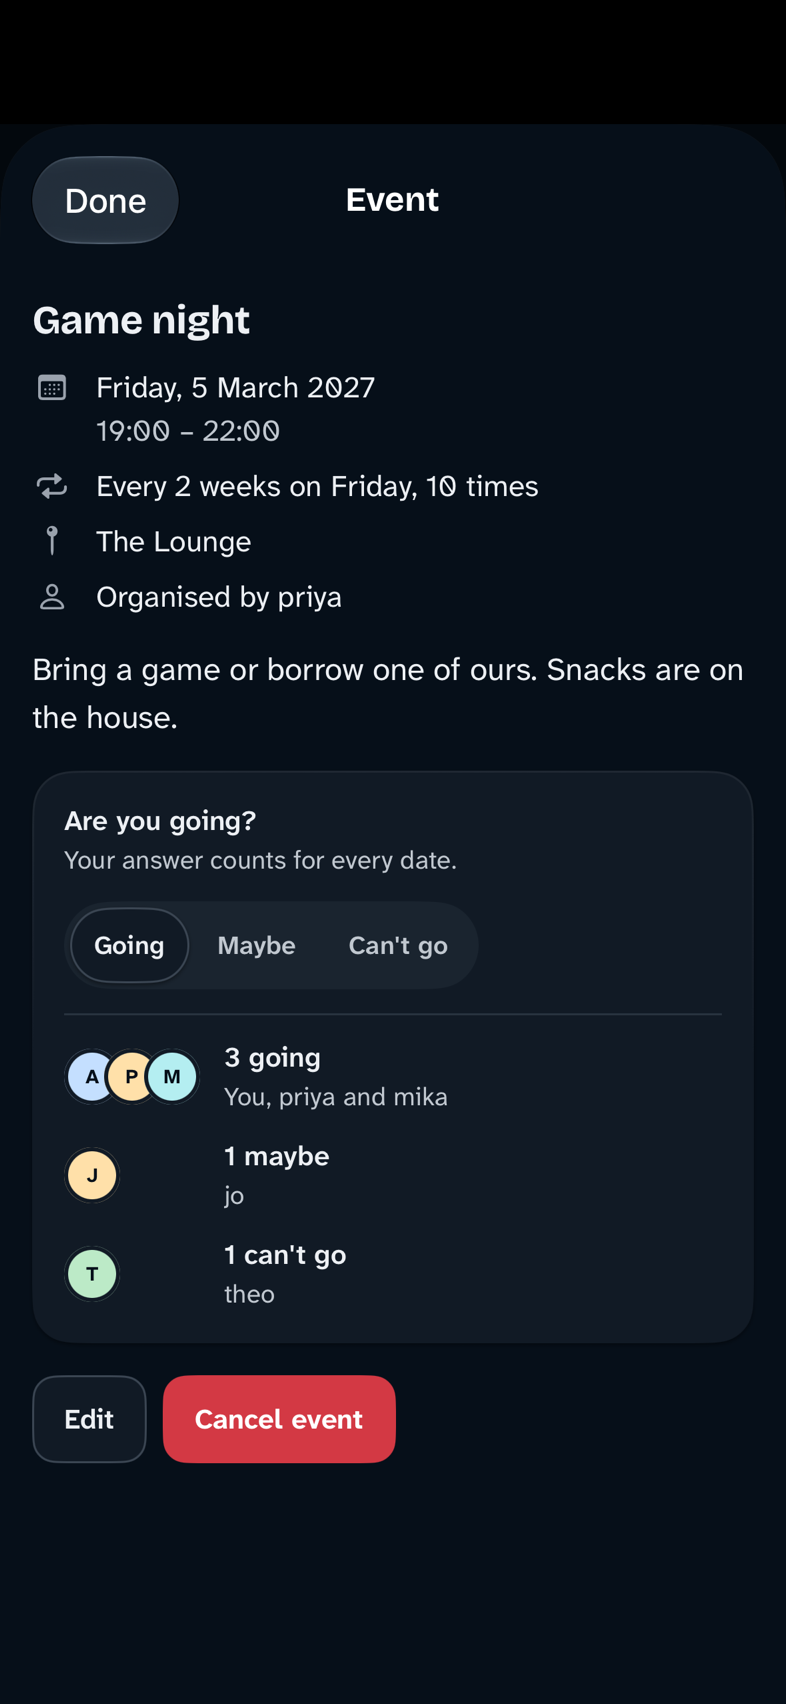 Done
Event
Game night
Friday, 5 March 2027
19:00 – 22:00
Every 2 weeks on Friday, 10 times
The Lounge
Organised by priya
Bring a game or borrow one of ours. Snacks are on
the house.
Are you going?
Your answer counts for every date.
Going
Maybe
Can't go
A
P
M
3 going
You, priya and mika
J
1 maybe
jo
T
1 can't go
theo
Edit
Cancel event